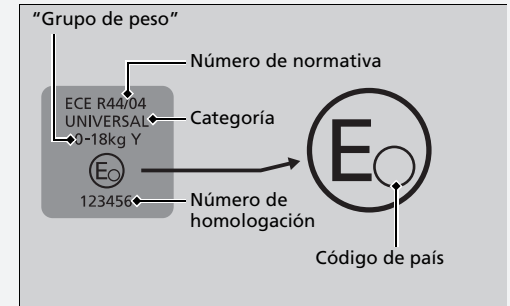 “Grupo de peso”
Número de normativa
ECE R44/04
UNIVERSAL
Categoría
0-18kg Y
E
E
123456
Número de
homologación
Código de país